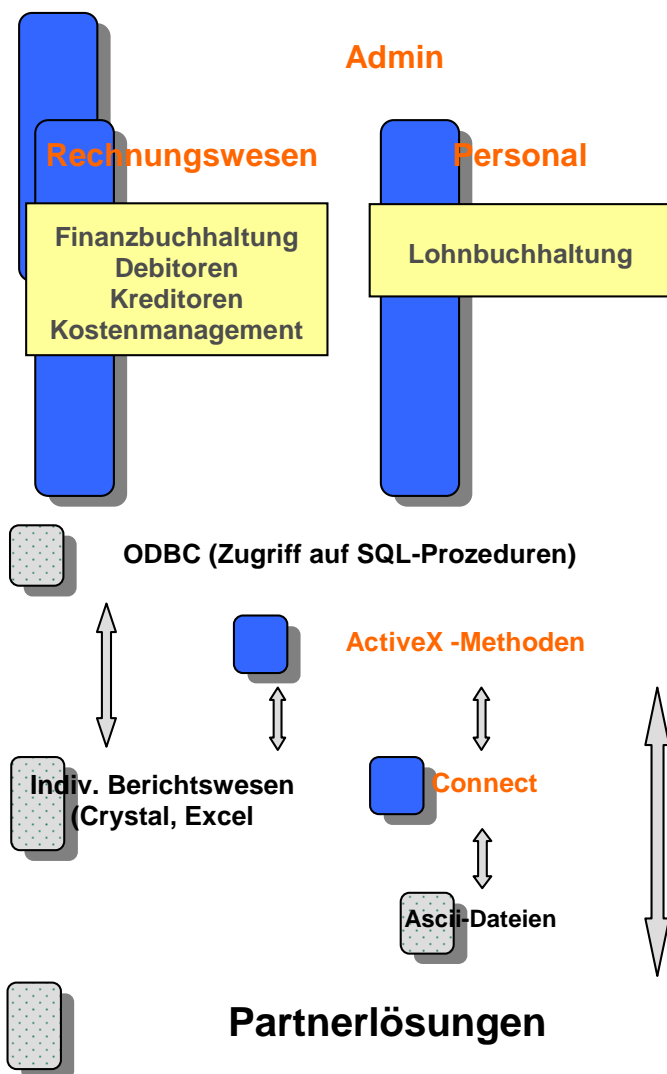 Admin
Rechnungswesen
Personal
Finanzbuchhaltung
Debitoren
Kreditoren
Kostenmanagement
Lohnbuchhaltung
ODBC (Zugriff auf SQL-Prozeduren)
ActiveX -Methoden
Indiv. Berichtswesen
(Crystal, Excel
Connect
Ascii-Dateien
Partnerlösungen